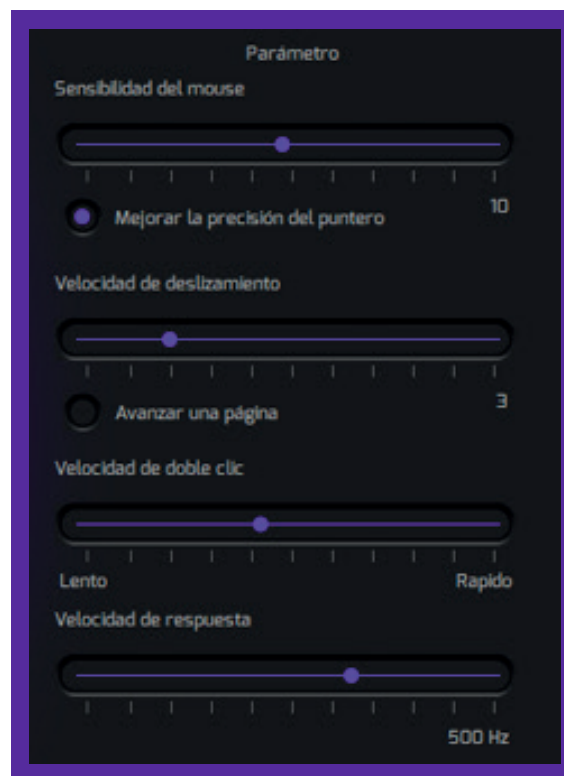 Parámetro
Sensibilidad del mouse
10
Mejorar la precisión del puntero
Velocidad de deslizamiento
3
Avanzar una página
Velocidad de doble clic
Lento Rapido
Velocidad de respuesta
500 Hz